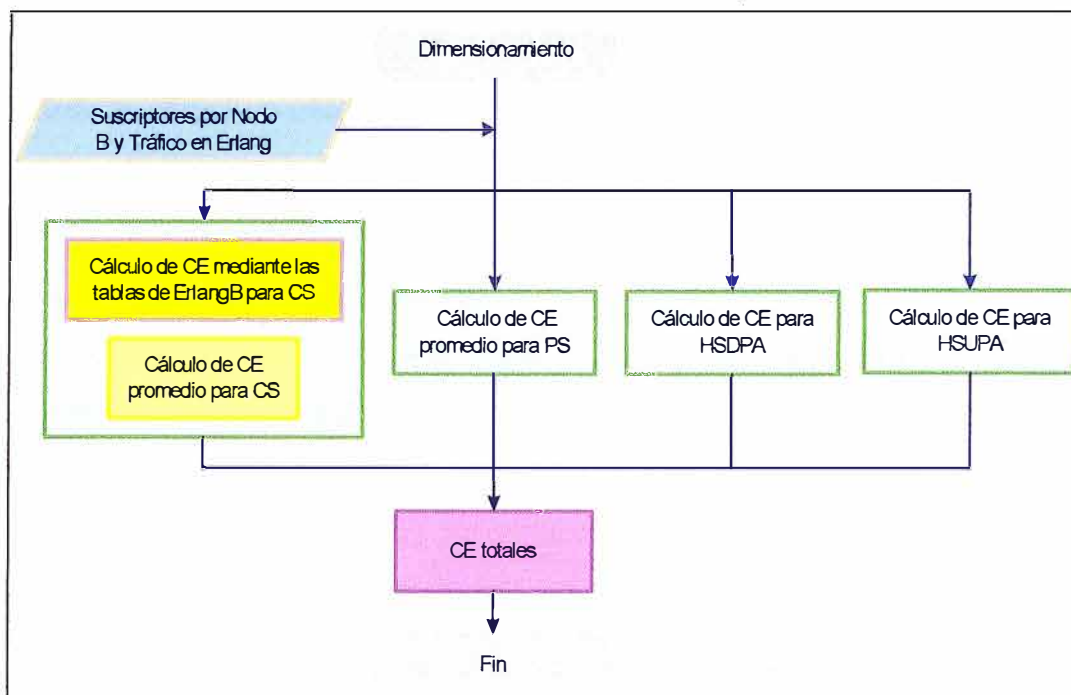 Dimensionamiento
Suscriptores por Nodo
B y Tráfico en Erlang
Cálculo de CE mediante las
tablas de ErlangB para CS
Cálculo de CE
promedio para CS
Cálculo de CE
promedio para PS
Cálculo de CE para
HSDPA
Cálculo de CE para
HSUPA
CE totales
Fin